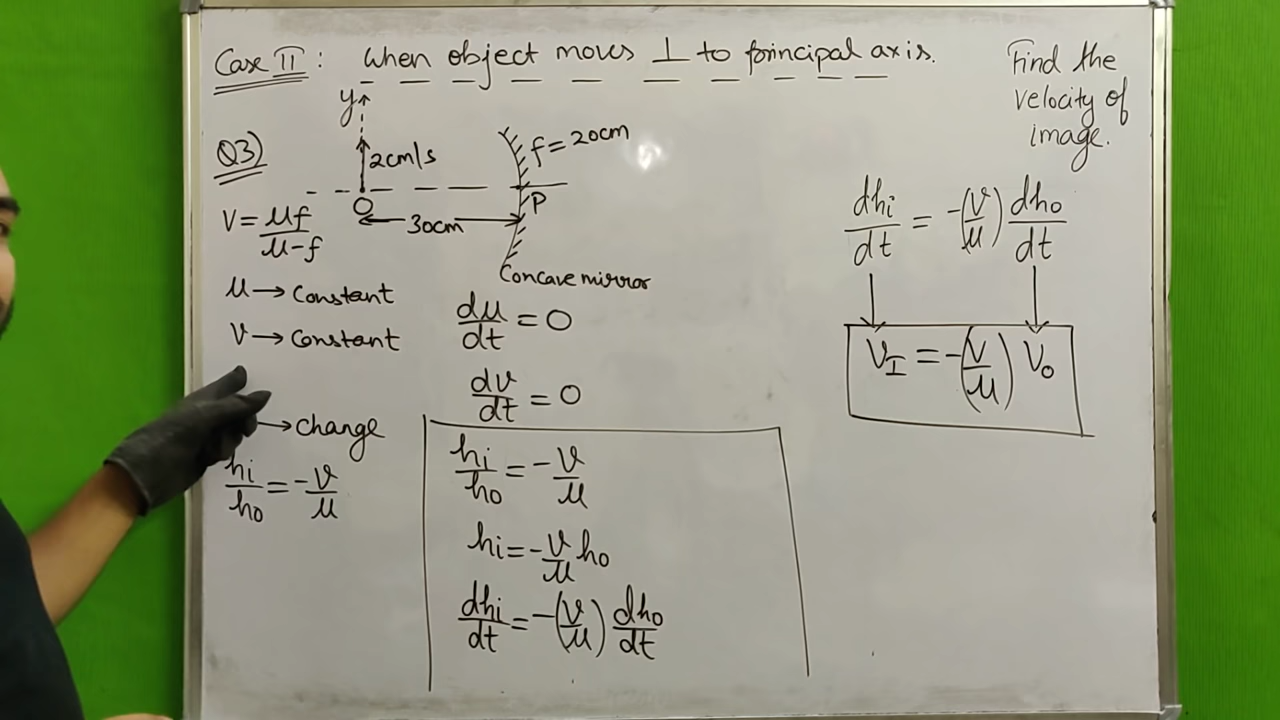 Case II : When object moves ⊥ to principal axis.
Find the
velocity of
image.
y
Q3)
2cm/s
f = 20cm
O
P
30cm
Concave mirror
V = uf/u-f
u → Constant
v → Constant
→ change
hi/ho = -v/u
du/dt = 0
dv/dt = 0
hi/ho = -v/u
hi = -v/u ho
dhi/dt = -(v/u) dho/dt
dhi/dt = -(v/u) dho/dt
V_I = -(v/u) V_o